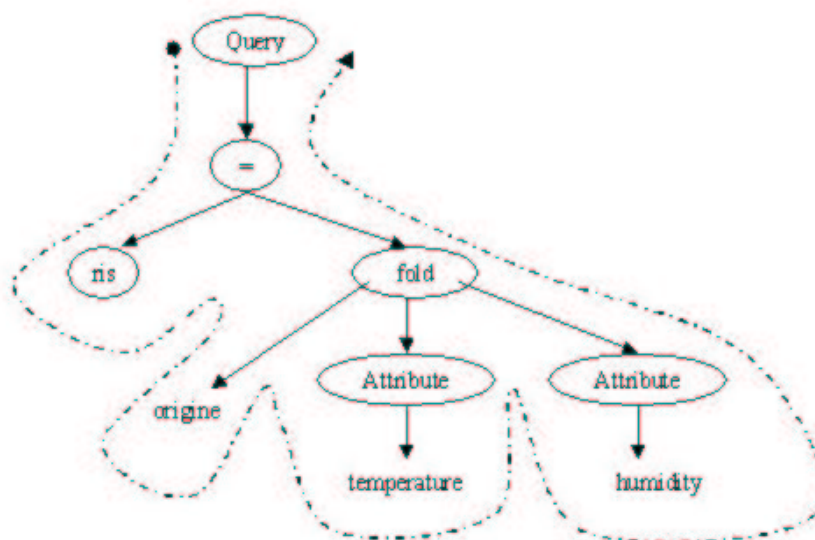 Query
=
ris
fold
origine
Attribute
Attribute
temperature
humidity